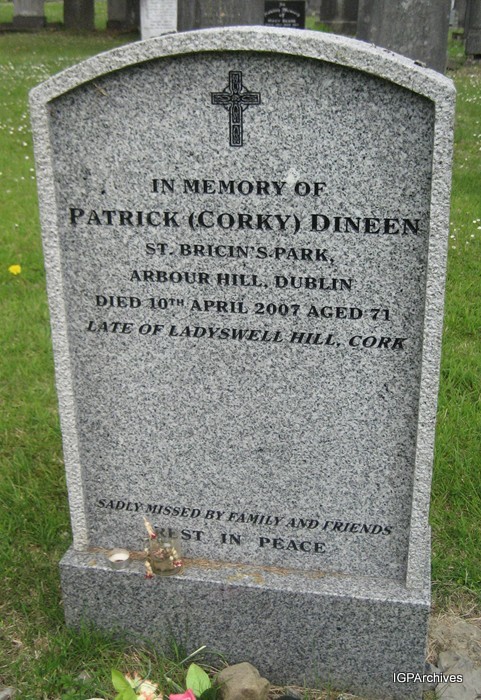 IN MEMORY OF
PATRICK (CORKY) DINEEN
ST. BRICIN'S PARK,
ARBOUR HILL, DUBLIN
DIED 10TH APRIL 2007 AGED 71
LATE OF LADYSWELL HILL, CORK
SADLY MISSED BY FAMILY AND FRIENDS
REST IN PEACE
IGPArchives